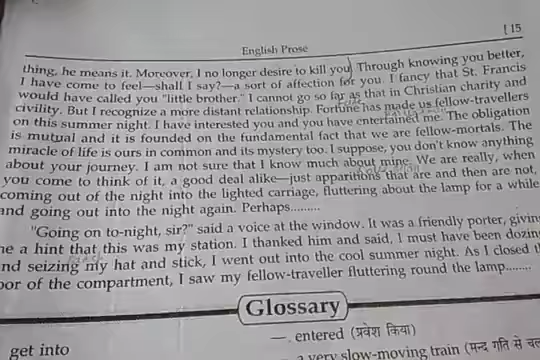 [ 15
English Prose
thing, he means it. Moreover, I no longer desire to kill you. Through knowing you better,
I have come to feel—shall I say?—a sort of affection for you. I fancy that St. Francis
would have called you "little brother." I cannot go so far as that in Christian charity and
civility. But I recognize a more distant relationship. Fortune has made us fellow-travellers
on this summer night. I have interested you and you have entertained me. The obligation
is mutual and it is founded on the fundamental fact that we are fellow-mortals. The
miracle of life is ours in common and its mystery too. I suppose, you don't know anything
about your journey. I am not sure that I know much about mine. We are really, when
you come to think of it, a good deal alike—just apparitions that are and then are not,
coming out of the night into the lighted carriage, fluttering about the lamp for a while
and going out into the night again. Perhaps.........
"Going on to-night, sir?" said a voice at the window. It was a friendly porter, givin
me a hint that this was my station. I thanked him and said, I must have been dozin
nd seizing my hat and stick, I went out into the cool summer night. As I closed t
oor of the compartment, I saw my fellow-traveller fluttering round the lamp........
Glossary
get into — entered (प्रवेश किया)
a very slow-moving train (मन्द गति से चल